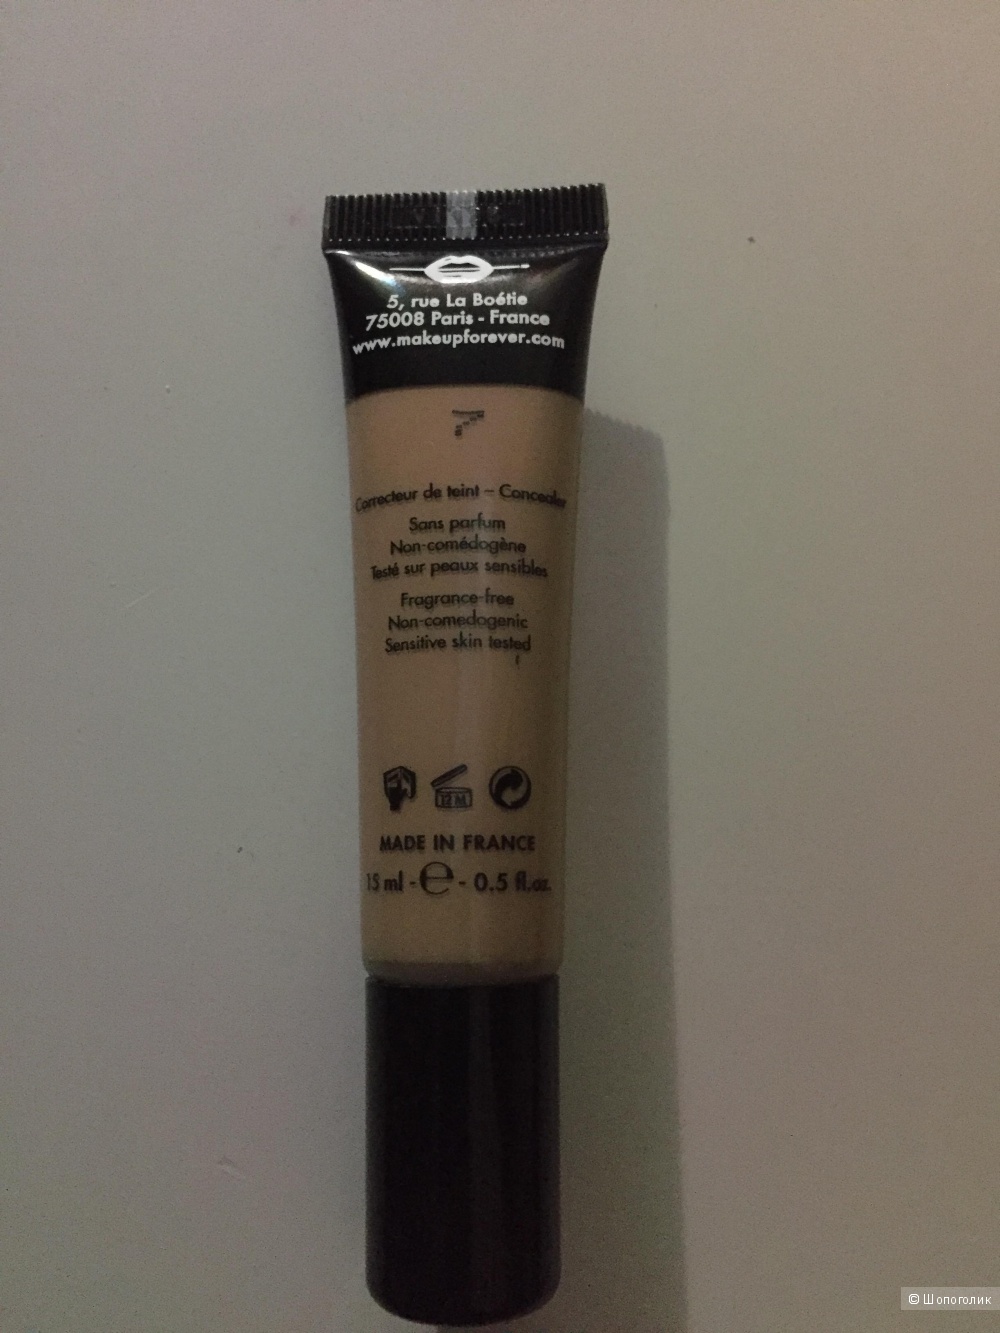 5, rue La Boétie
75008 Paris - France
www.makeupforever.com
7
Correcteur de teint – Concealer
Sans parfum
Non-comédogène
Testé sur peaux sensibles
Fragrance-free
Non-comedogenic
Sensitive skin tested
12 M
MADE IN FRANCE
15 ml - e - 0.5 fl.oz.
© Шопоголик